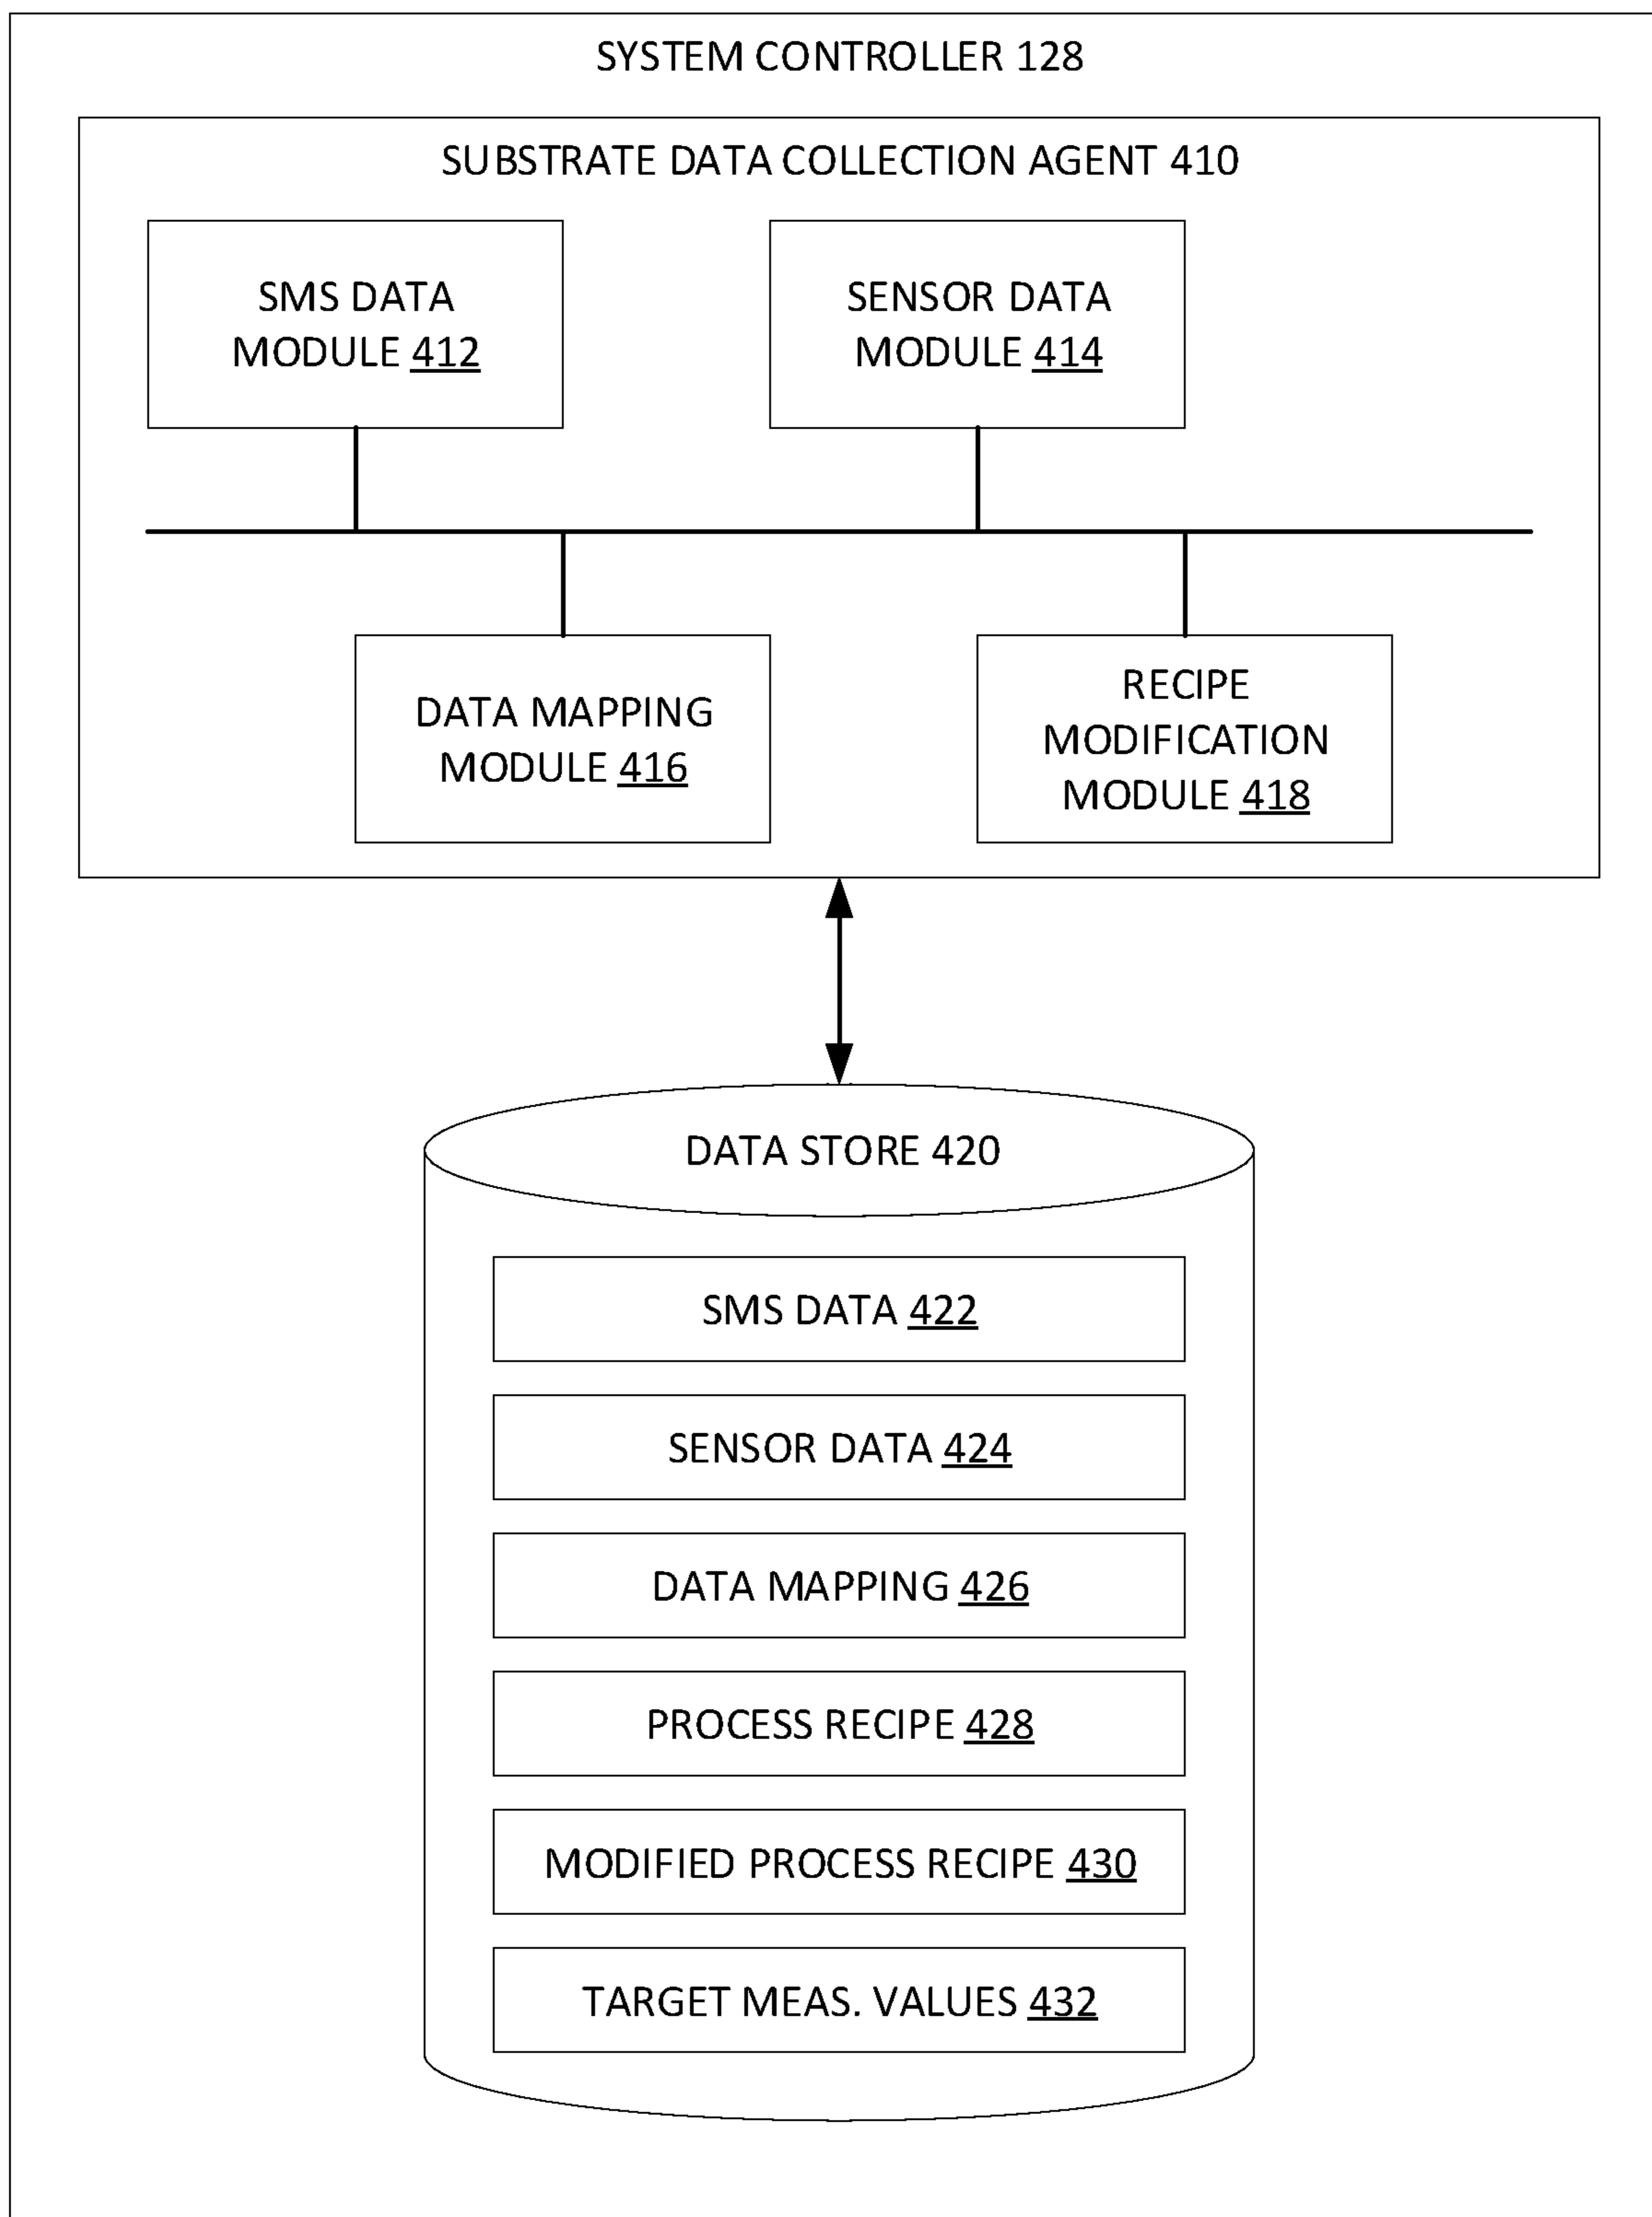 SYSTEM CONTROLLER 128
SUBSTRATE DATA COLLECTION AGENT 410
SMS DATA
MODULE 412
SENSOR DATA
MODULE 414
DATA MAPPING
MODULE 416
RECIPE
MODIFICATION
MODULE 418
DATA STORE 420
SMS DATA 422
SENSOR DATA 424
DATA MAPPING 426
PROCESS RECIPE 428
MODIFIED PROCESS RECIPE 430
TARGET MEAS. VALUES 432